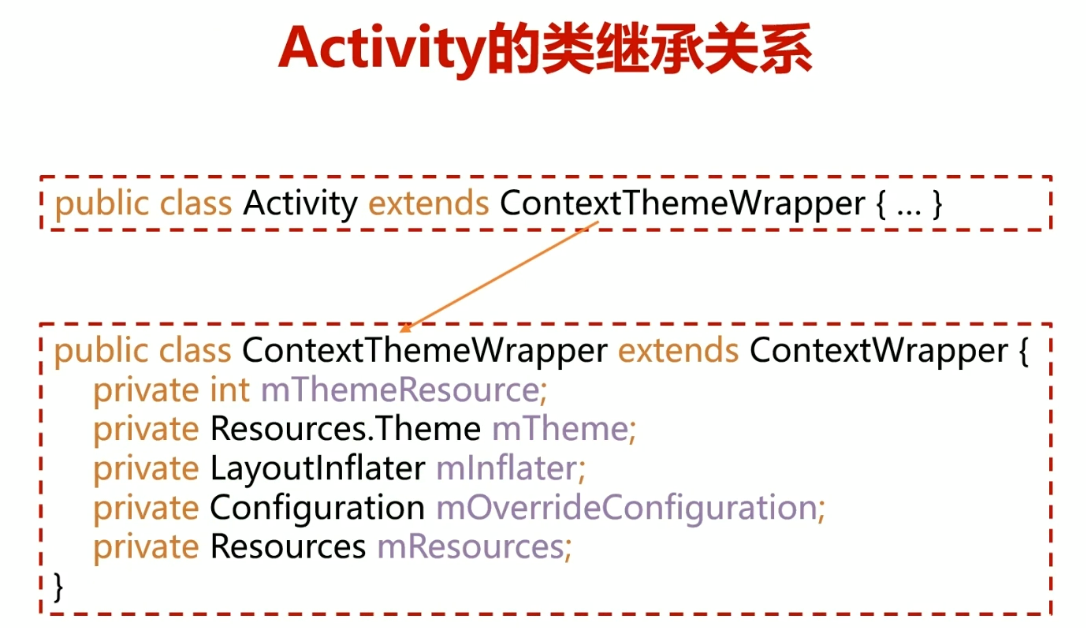 Activity的类继承关系
public class Activity extends ContextThemeWrapper { ... }
public class ContextThemeWrapper extends ContextWrapper {
private int mThemeResource;
private Resources.Theme mTheme;
private LayoutInflater mInflater;
private Configuration mOverrideConfiguration;
private Resources mResources;
}